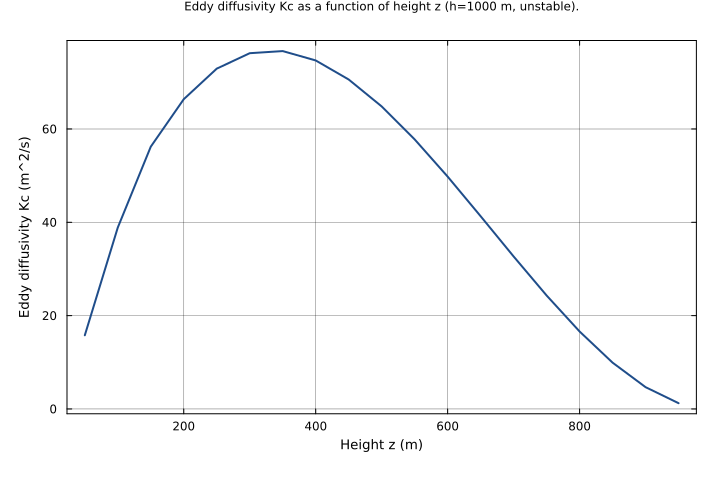 Eddy diffusivity Kc as a function of height z (h=1000 m, unstable).
Eddy diffusivity Kc (m^2/s)
60
40
20
0
200 400 600 800
Height z (m)